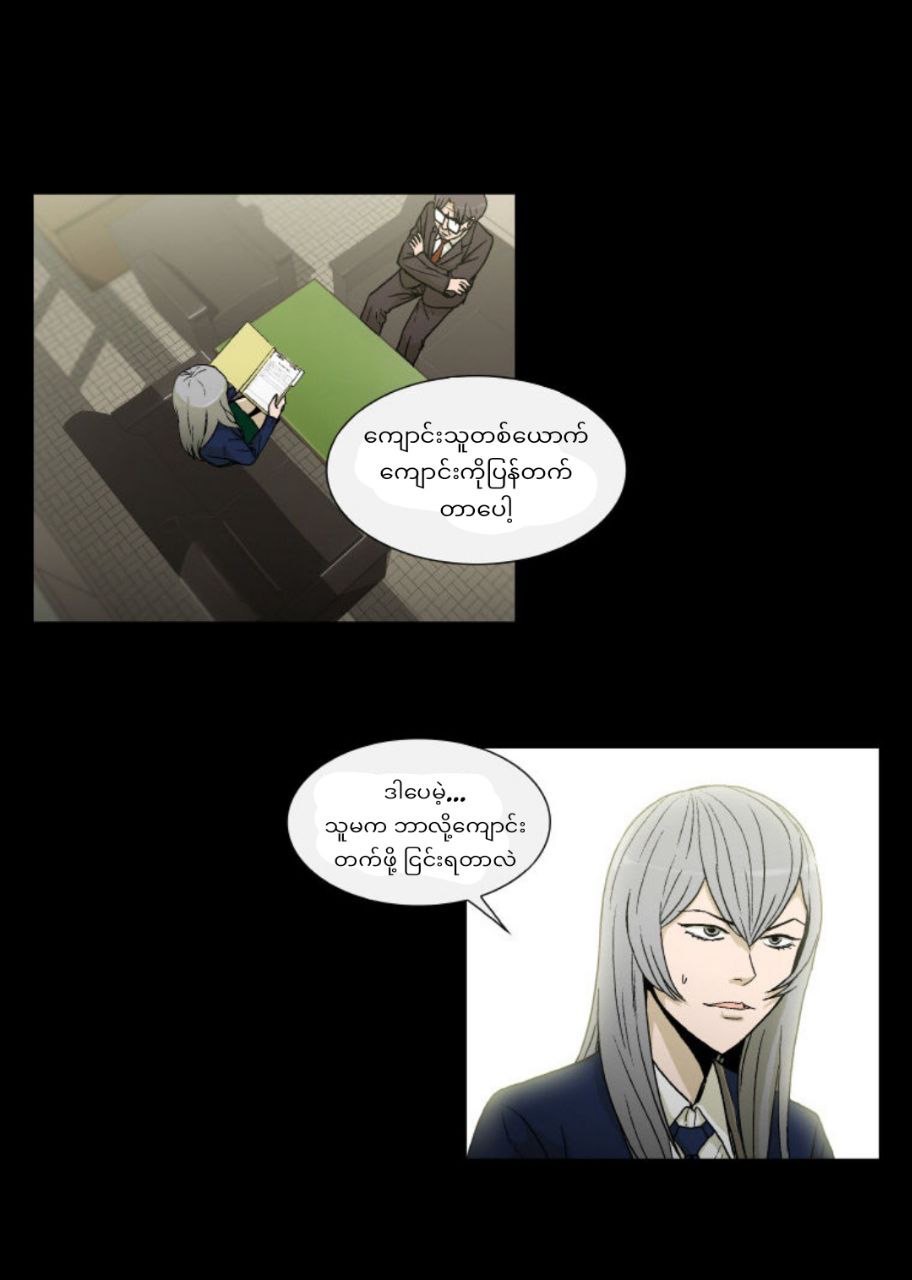 ကျောင်းသူတစ်ယောက်
ကျောင်းကိုပြန်တက်
တာပေါ့
ဒါပေမဲ့...
သူမက ဘာလို့ကျောင်း
တက်ဖို့ ငြင်းရတာလဲ